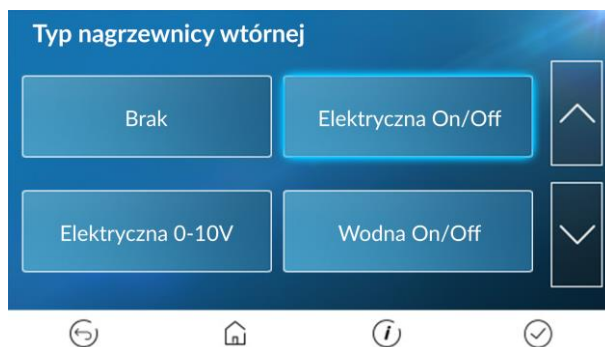 Typ nagrzewnicy wtórnej
Brak
Elektryczna On/Off
Elektryczna 0-10V
Wodna On/Off